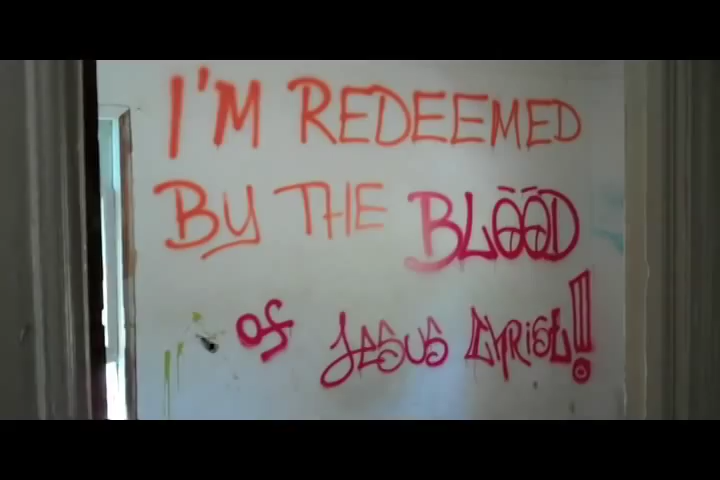 I'M REDEEMED
BY THE BLOOD
OF JESUS CHRIST!!